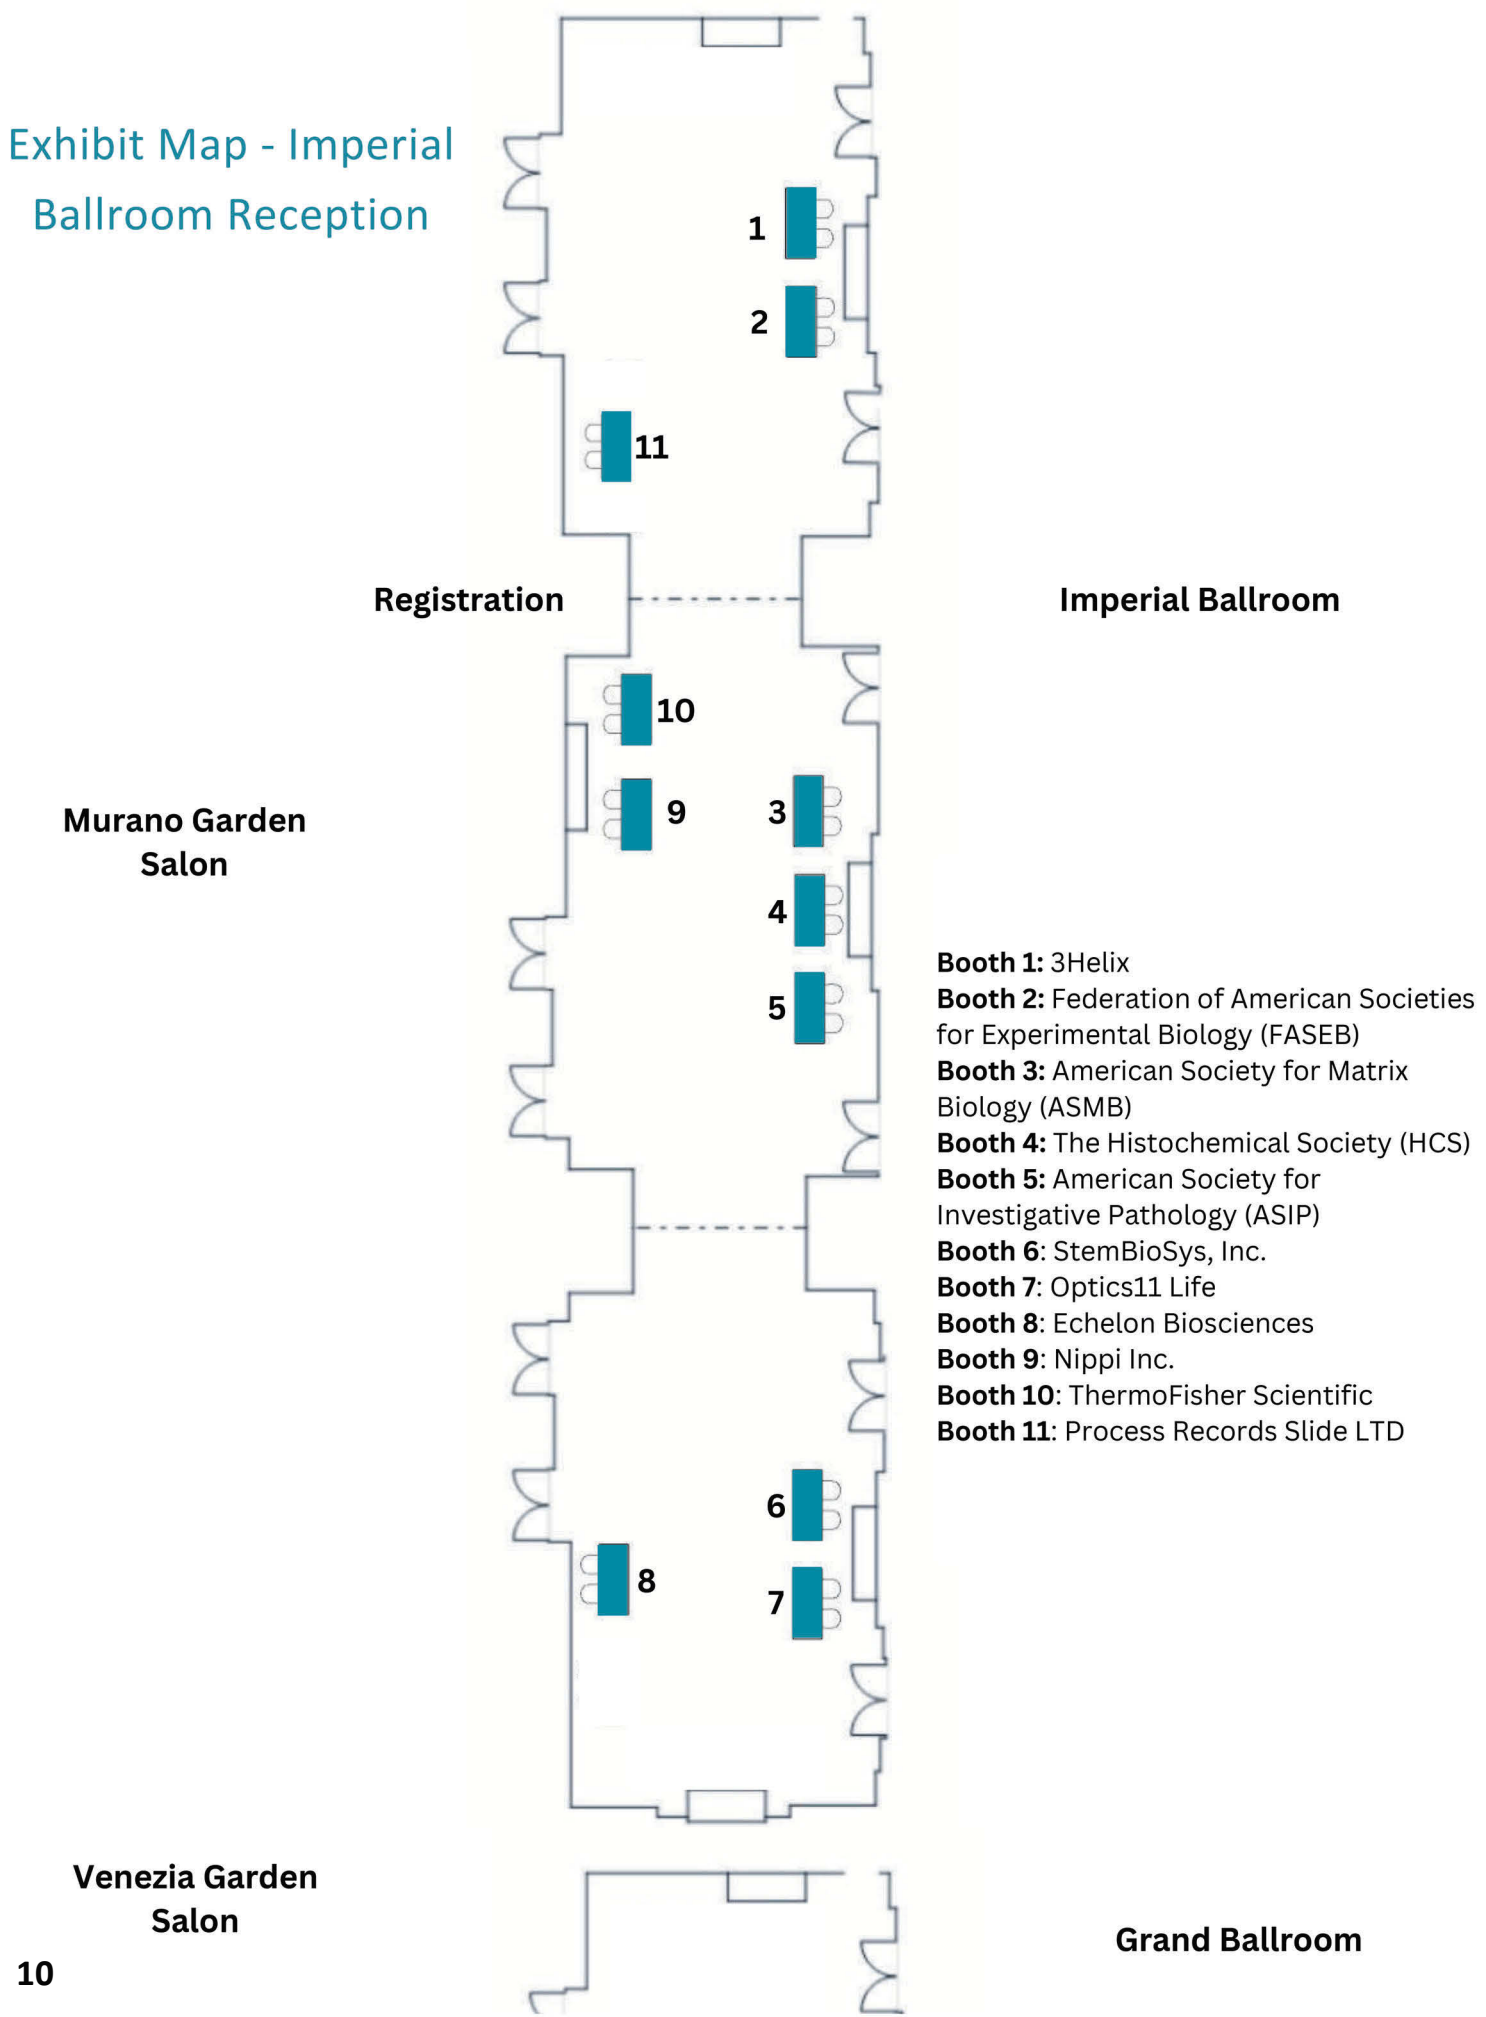 Exhibit Map - Imperial
Ballroom Reception
1
2
11
Registration
Imperial Ballroom
10
9
3
Murano Garden
Salon
4
5
Booth 1: 3Helix
Booth 2: Federation of American Societies
for Experimental Biology (FASEB)
Booth 3: American Society for Matrix
Biology (ASMB)
Booth 4: The Histochemical Society (HCS)
Booth 5: American Society for
Investigative Pathology (ASIP)
Booth 6: StemBioSys, Inc.
Booth 7: Optics11 Life
Booth 8: Echelon Biosciences
Booth 9: Nippi Inc.
Booth 10: ThermoFisher Scientific
Booth 11: Process Records Slide LTD
6
8
7
Venezia Garden
Salon
Grand Ballroom
10